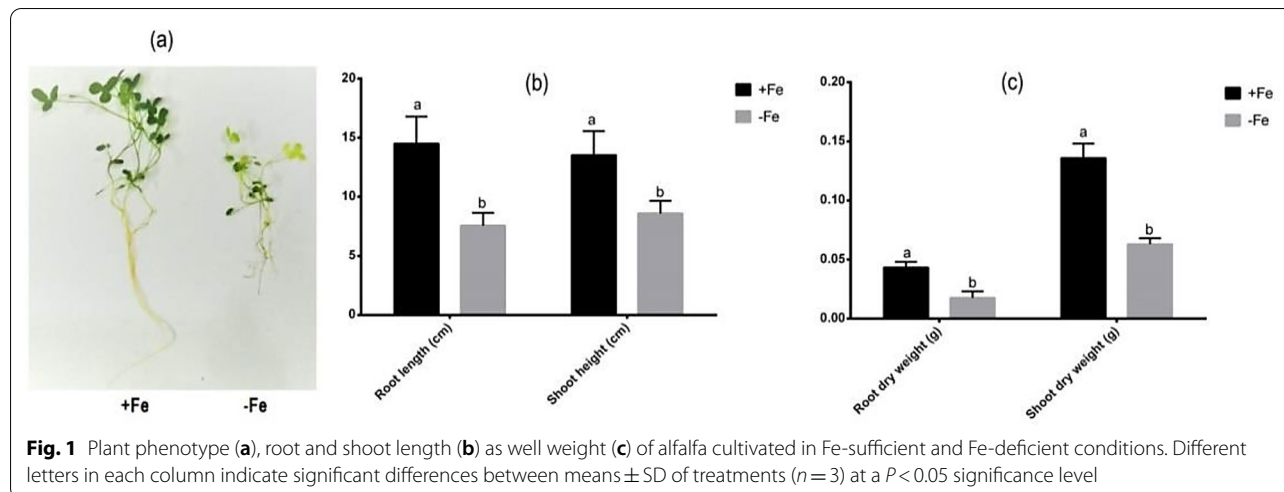 (a)
+Fe -Fe
(b)
+Fe
-Fe
20
15
10
5
0
a
b
a
b
Root length (cm)
Shoot height (cm)
(c)
+Fe
-Fe
0.20
0.15
0.10
0.05
0.00
a
b
a
b
Root dry weight (g)
Shoot dry weight (g)
Fig. 1 Plant phenotype (a), root and shoot length (b) as well weight (c) of alfalfa cultivated in Fe-sufficient and Fe-deficient conditions. Different
letters in each column indicate significant differences between means ± SD of treatments (n = 3) at a P < 0.05 significance level